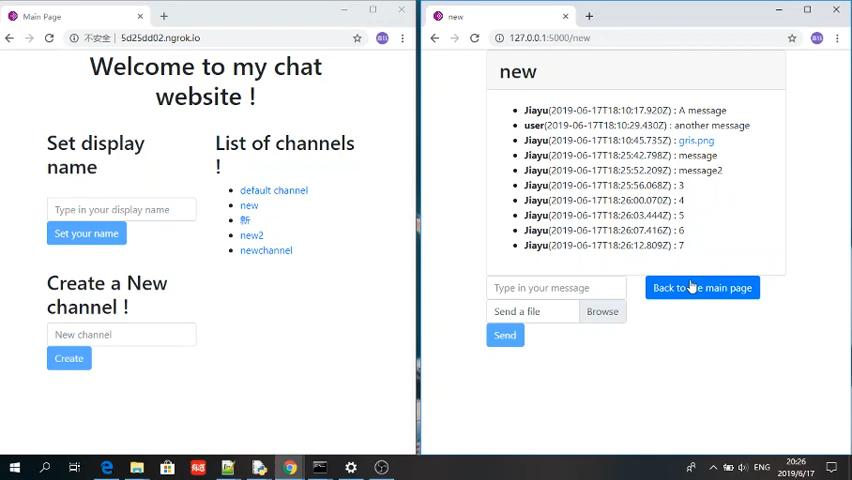 Main Page
不安全
5d25dd02.ngrok.io
Welcome to my chat
website !
Set display
name
Type in your display name
Set your name
Create a New
channel !
New channel
Create
List of channels
!
default channel
new
新
new2
newchannel
new
127.0.0.1:5000/new
new
Jiayu(2019-06-17T18:10:17.920Z) : A message
user(2019-06-17T18:10:29.430Z) : another message
Jiayu(2019-06-17T18:10:45.735Z) : gris.png
Jiayu(2019-06-17T18:25:42.798Z) : message
Jiayu(2019-06-17T18:25:52.209Z) : message2
Jiayu(2019-06-17T18:25:56.068Z) : 3
Jiayu(2019-06-17T18:26:00.070Z) : 4
Jiayu(2019-06-17T18:26:03.444Z) : 5
Jiayu(2019-06-17T18:26:07.416Z) : 6
Jiayu(2019-06-17T18:26:12.809Z) : 7
Type in your message
Back to main page
Send a file
Browse
Send
ENG
20:26
2019/6/17